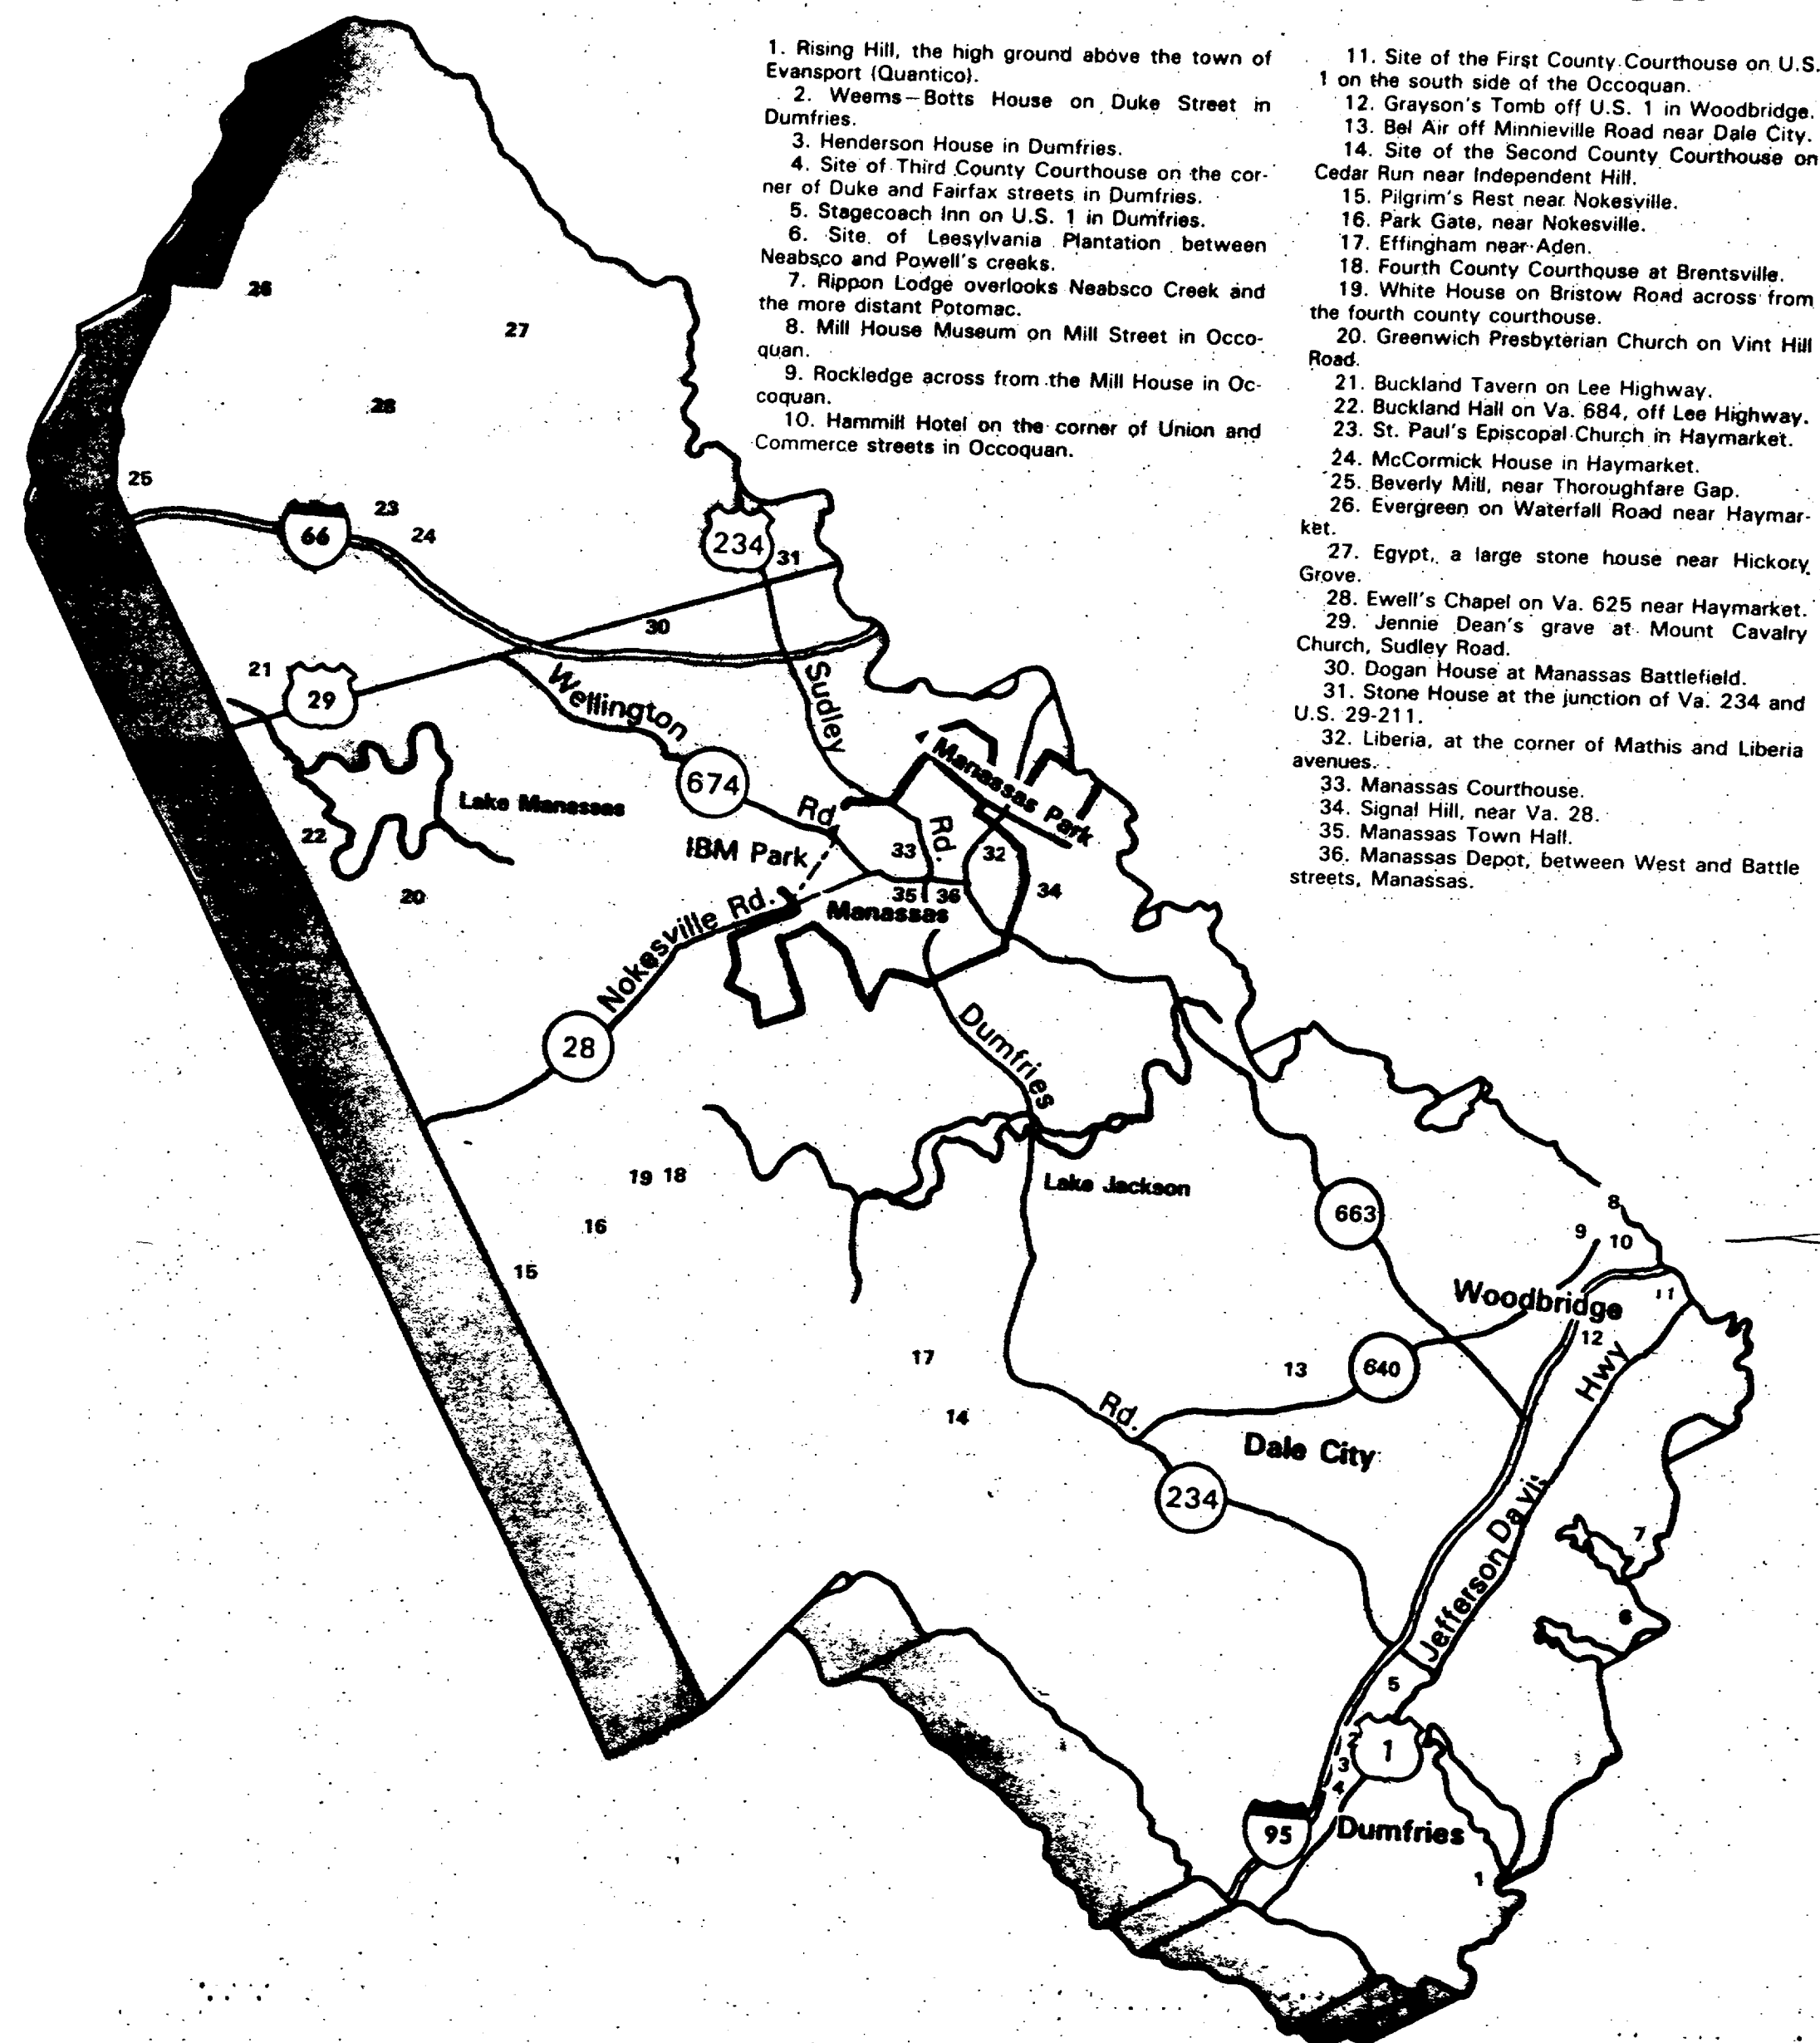 1. Rising Hill, the high ground above the town of
Evansport (Quantico).
2. Weems—Botts House on Duke Street in
Dumfries.
3. Henderson House in Dumfries.
4. Site of Third County Courthouse on the cor-
ner of Duke and Fairfax streets in Dumfries.
5. Stagecoach Inn on U.S. 1 in Dumfries.
6. Site of Leesylvania Plantation between
Neabsco and Powell's creeks.
7. Rippon Lodge overlooks Neabsco Creek and
the more distant Potomac.
8. Mill House Museum on Mill Street in Occo-
quan.
9. Rockledge across from the Mill House in Oc-
coquan.
10. Hammill Hotel on the corner of Union and
Commerce streets in Occoquan.
11. Site of the First County Courthouse on U.S.
1 on the south side of the Occoquan.
12. Grayson's Tomb off U.S. 1 in Woodbridge.
13. Bel Air off Minnieville Road near Dale City.
14. Site of the Second County Courthouse on
Cedar Run near Independent Hill.
15. Pilgrim's Rest near Nokesville.
16. Park Gate, near Nokesville.
17. Effingham near Aden.
18. Fourth County Courthouse at Brentsville.
19. White House on Bristow Road across from
the fourth county courthouse.
20. Greenwich Presbyterian Church on Vint Hill
Road.
21. Buckland Tavern on Lee Highway.
22. Buckland Hall on Va. 684, off Lee Highway.
23. St. Paul's Episcopal Church in Haymarket.
24. McCormick House in Haymarket.
25. Beverly Mill, near Thoroughfare Gap.
26. Evergreen on Waterfall Road near Haymar-
ket.
27. Egypt, a large stone house near Hickory
Grove.
28. Ewell's Chapel on Va. 625 near Haymarket.
29. Jennie Dean's grave at Mount Cavalry
Church, Sudley Road.
30. Dogan House at Manassas Battlefield.
31. Stone House at the junction of Va. 234 and
U.S. 29-211.
32. Liberia, at the corner of Mathis and Liberia
avenues.
33. Manassas Courthouse.
34. Signal Hill, near Va. 28.
35. Manassas Town Hall.
36. Manassas Depot, between West and Battle
streets, Manassas.
26
27
28
25
23
66
24
234
31
30
21
29
Wellington
Sudley
674
Rd.
Rd.
Manassas Park
Lake Manassas
22
IBM Park
33
32
20
35
36
34
Nokesville Rd.
Manassas
28
Dumfries
19 18
Lake Jackson
16
663
8
9
10
15
Woodbridge
11
12
17
13
640
Hwy
14
Rd.
Dale City
234
Jefferson Davis
7
5
2
1
3
4
95
Dumfries
1